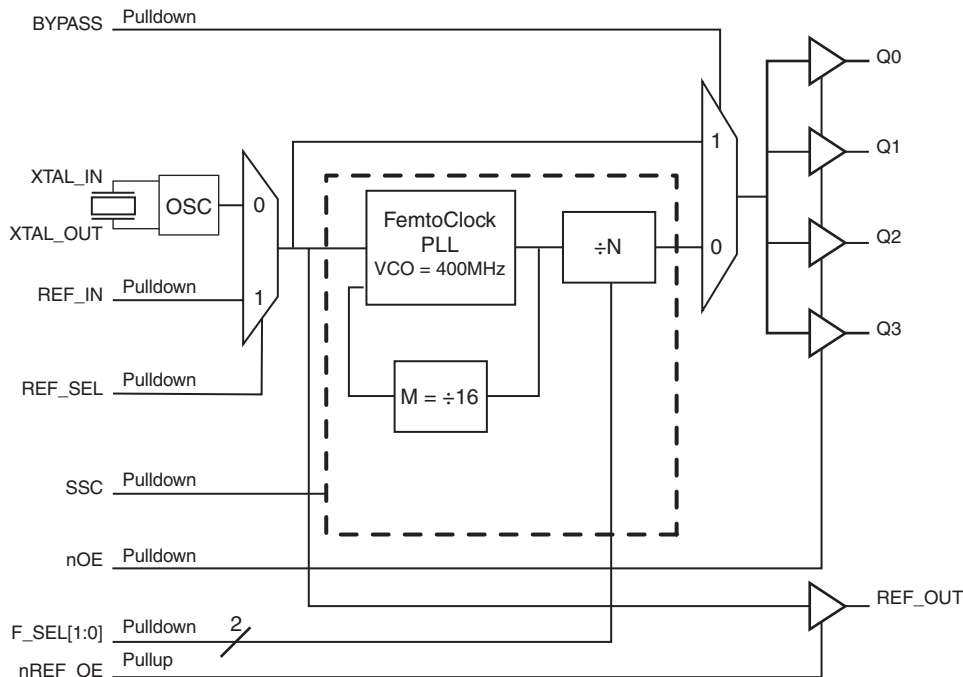 BYPASS Pulldown
Q0
1
Q1
XTAL_IN
OSC
0
XTAL_OUT
FemtoClock
PLL
VCO = 400MHz
÷N
0
Q2
REF_IN Pulldown
1
Q3
REF_SEL Pulldown
M = ÷16
SSC Pulldown
nOE Pulldown
REF_OUT
F_SEL[1:0] Pulldown 2
nREF_OE Pullup